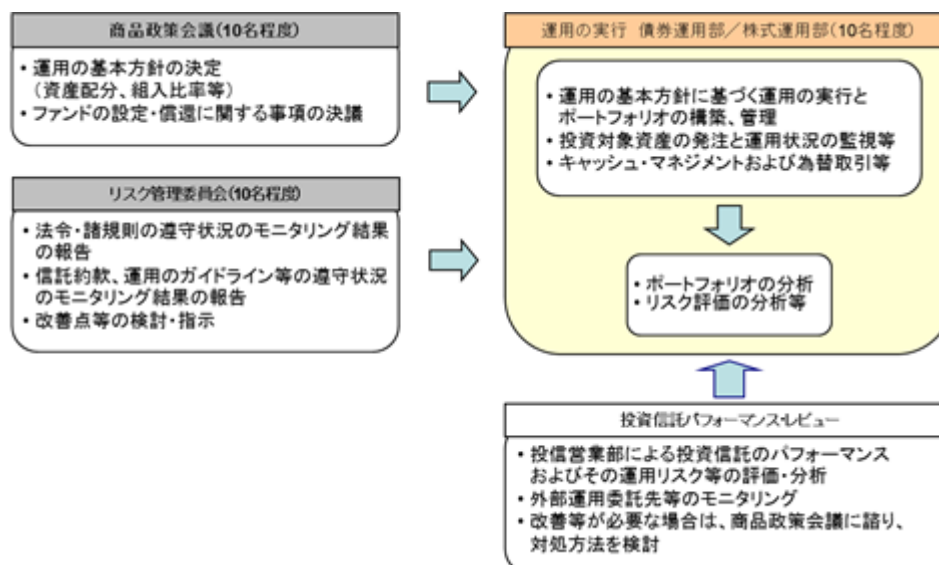 商品政策会議(10名程度)
・運用の基本方針の決定
(資産配分、組入比率等)
・ファンドの設定・償還に関する事項の決議
リスク管理委員会(10名程度)
・法令・諸規則の遵守状況のモニタリング結果
の報告
・信託約款、運用のガイドライン等の遵守状況
のモニタリング結果の報告
・改善点等の検討・指示
運用の実行 債券運用部／株式運用部(10名程度)
・運用の基本方針に基づく運用の実行と
ポートフォリオの構築、管理
・投資対象資産の発注と運用状況の監視等
・キャッシュ・マネジメントおよび為替取引等
・ポートフォリオの分析
・リスク評価の分析等
投資信託パフォーマンス・レビュー
・投信営業部による投資信託のパフォーマンス
およびその運用リスク等の評価・分析
・外部運用委託先等のモニタリング
・改善等が必要な場合は、商品政策会議に諮り、
対処方法を検討